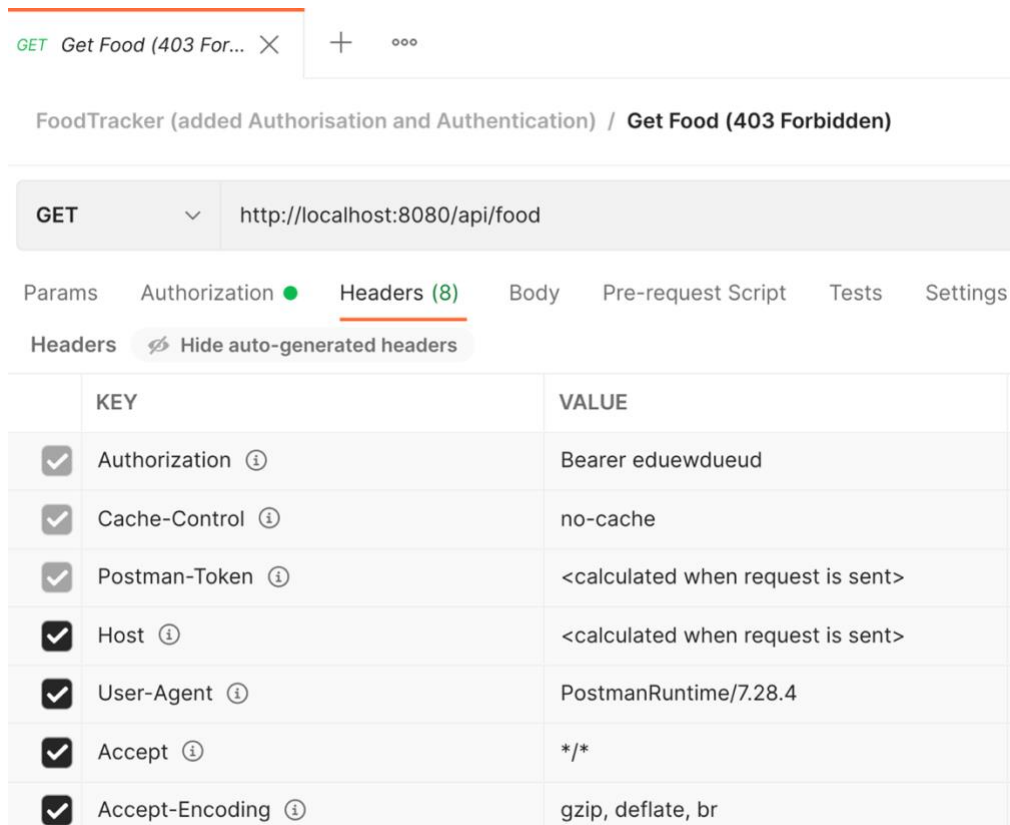 GET Get Food (403 For...
FoodTracker (added Authorisation and Authentication) / Get Food (403 Forbidden)
GET http://localhost:8080/api/food
Params Authorization Headers (8) Body Pre-request Script Tests Settings
Headers Hide auto-generated headers
KEY VALUE
Authorization Bearer eduewdueud
Cache-Control no-cache
Postman-Token <calculated when request is sent>
Host <calculated when request is sent>
User-Agent PostmanRuntime/7.28.4
Accept */*
Accept-Encoding gzip, deflate, br